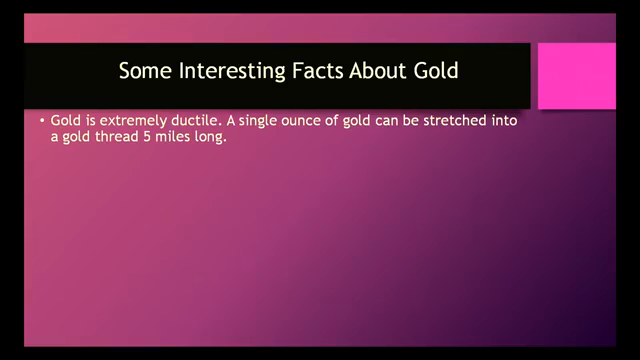 Some Interesting Facts About Gold
• Gold is extremely ductile. A single ounce of gold can be stretched into
a gold thread 5 miles long.